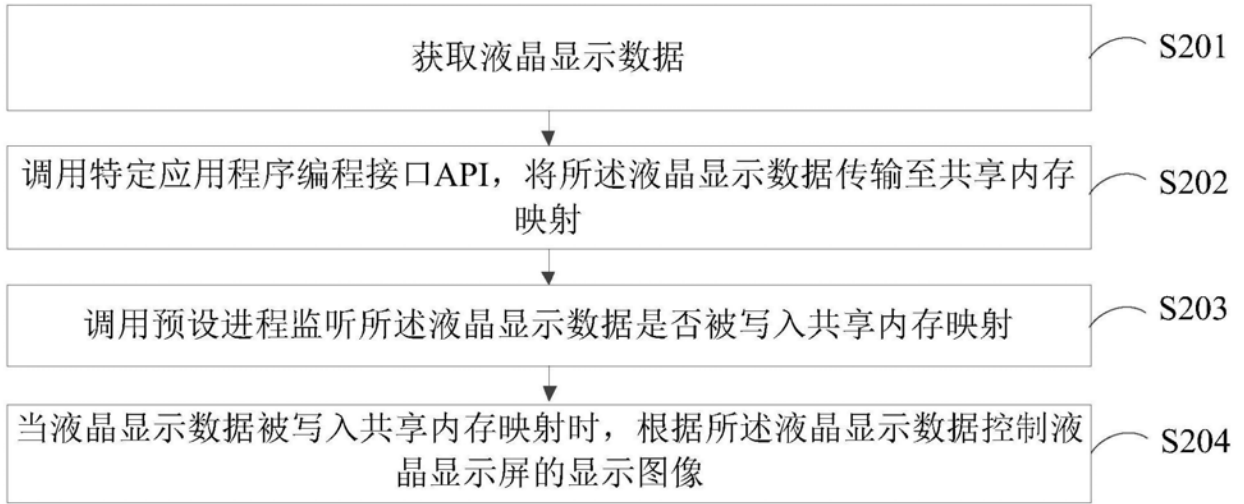 获取液晶显示数据
S201
调用特定应用程序编程接口API，将所述液晶显示数据传输至共享内存
映射
S202
调用预设进程监听所述液晶显示数据是否被写入共享内存映射
S203
当液晶显示数据被写入共享内存映射时，根据所述液晶显示数据控制液
晶显示屏的显示图像
S204